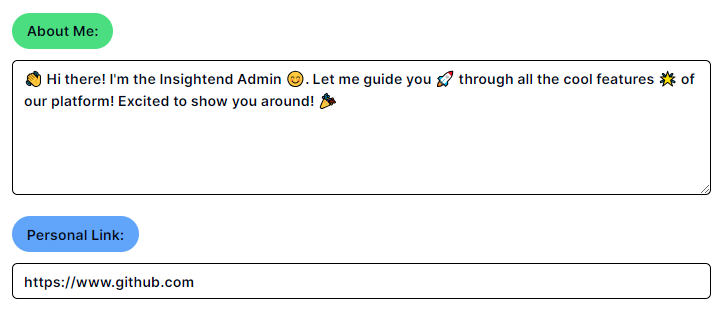 About Me:
👋 Hi there! I'm the Insightend Admin 😊. Let me guide you 🚀 through all the cool features 🌟 of
our platform! Excited to show you around! 🎉
Personal Link:
https://www.github.com